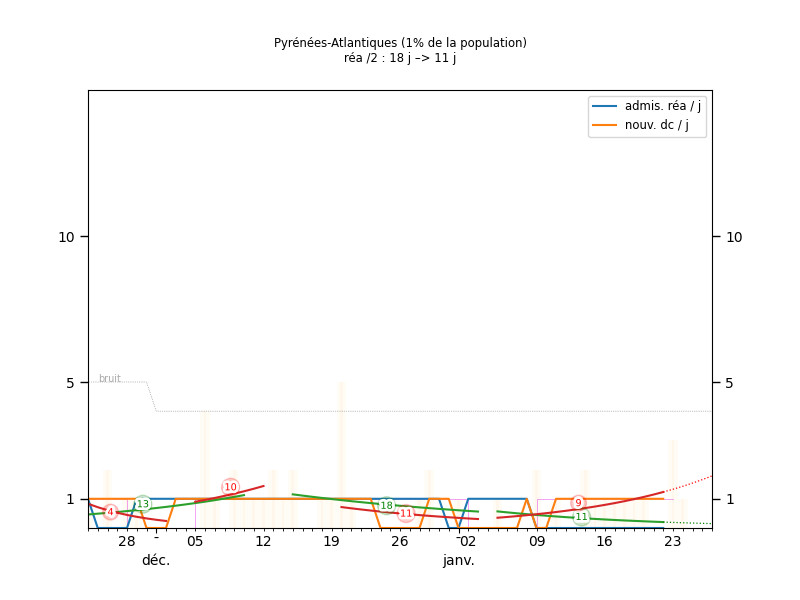 Pyrénées-Atlantiques (1% de la population)
réa /2 : 18 j –> 11 j
admis. réa / j
nouv. dc / j
10 10
bruit
5 5
10
1 4 13 18 11 9 11 1
28 - 05 12 19 26 - 02 09 16 23
déc. janv.